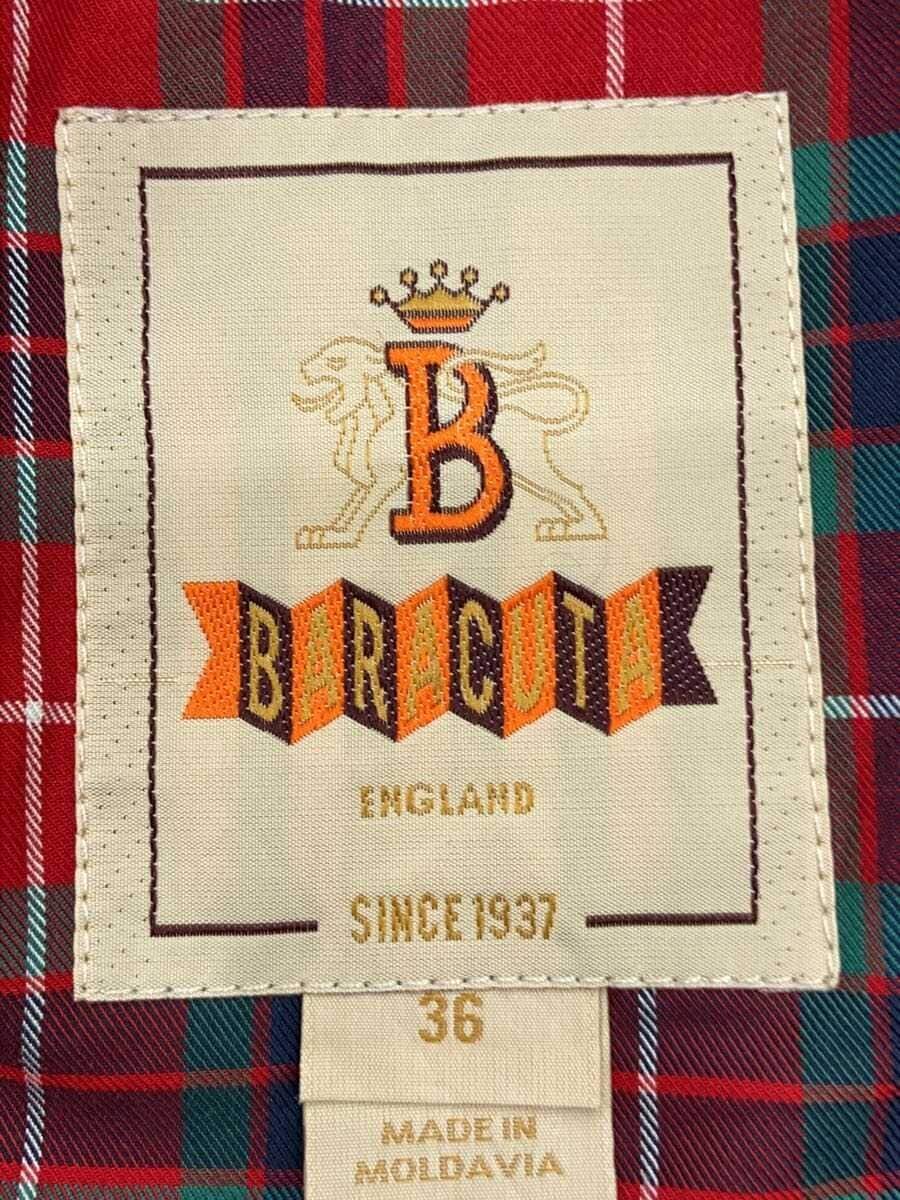 B
BARACUTA
ENGLAND
SINCE 1937
36
MADE IN
MOLDAVIA